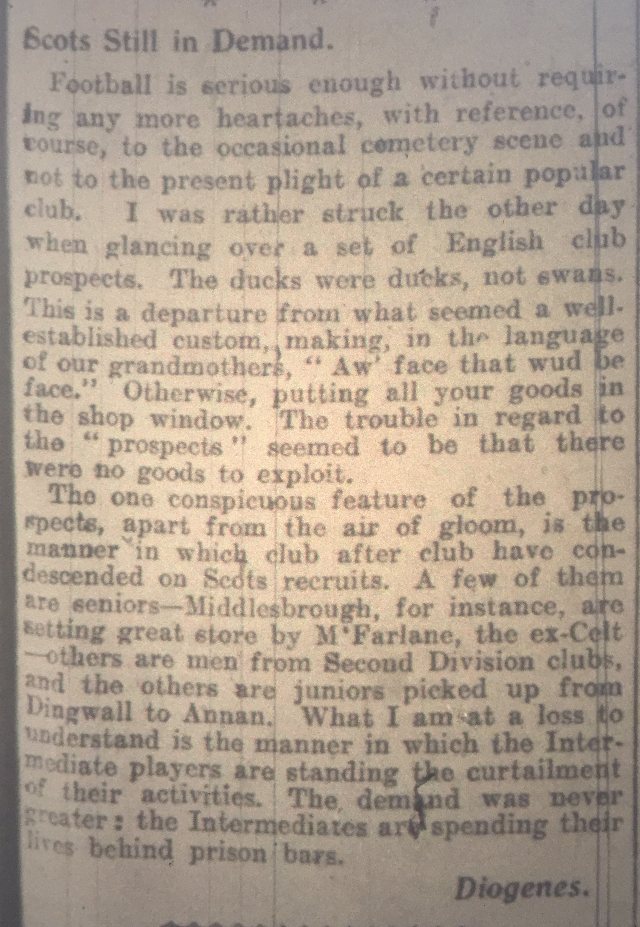 Scots Still in Demand.
Football is serious enough without requir-
ing any more heartaches, with reference, of
course, to the occasional cemetery scene and
not to the present plight of a certain popular
club. I was rather struck the other day
when glancing over a set of English club
prospects. The ducks were ducks, not swans.
This is a departure from what seemed a well-
established custom, making, in the language
of our grandmothers, " Aw' face that wud be
face." Otherwise, putting all your goods in
the shop window. The trouble in regard to
the " prospects " seemed to be that there
were no goods to exploit.
The one conspicuous feature of the pro-
spects, apart from the air of gloom, is the
manner in which club after club have con-
descended on Scots recruits. A few of them
are seniors—Middlesbrough, for instance, are
setting great store by M'Farlane, the ex-Celt
—others are men from Second Division clubs,
and the others are juniors picked up from
Dingwall to Annan. What I am at a loss to
understand is the manner in which the Inter-
mediate players are standing the curtailment
of their activities. The demand was never
greater: the Intermediates are spending their
lives behind prison bars.
Diogenes.